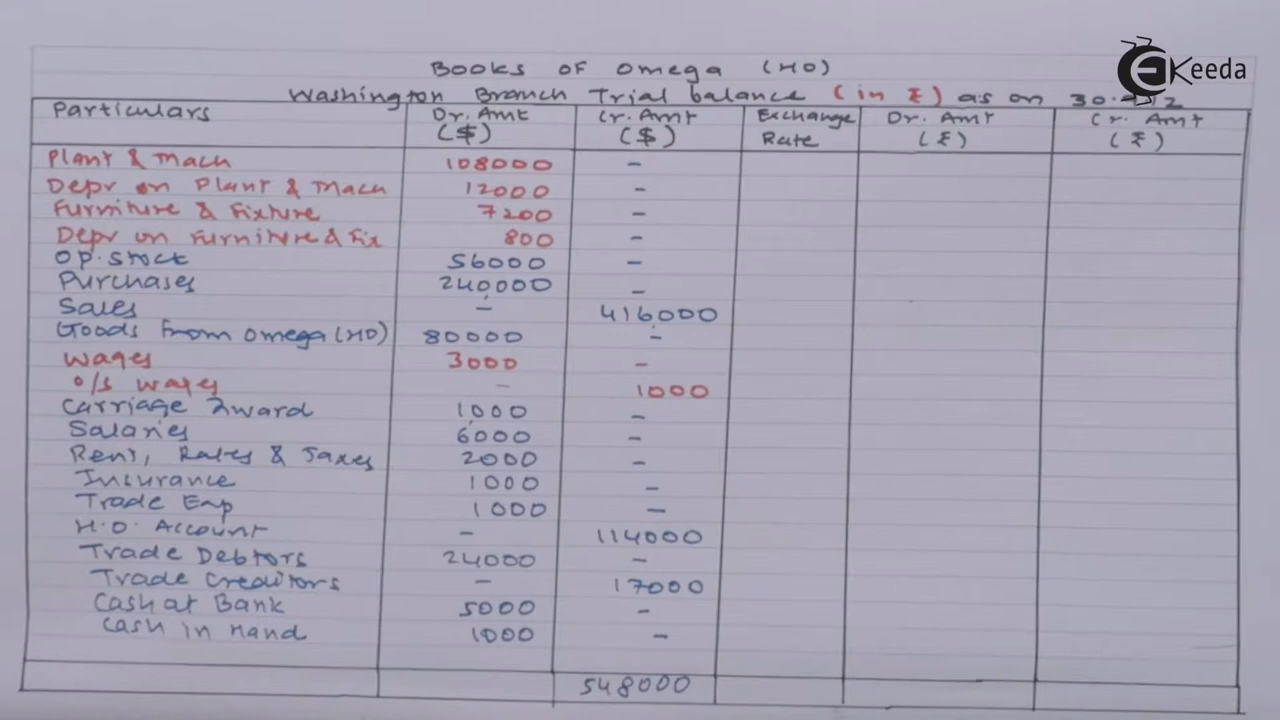 Books of Omega (HO)
Washington Branch Trial balance (in ₹) as on 30.
Keeda
Particulars Dr. Amt ($) Cr. Amt ($) Exchange Rate Dr. Amt (₹) Cr. Amt (₹)
Plant & Mach 108000 -
Depr on Plant & Mach 12000 -
Furniture & Fixture 7200 -
Depr on Furniture & Fix 800 -
Op. Stock 56000 -
Purchases 240000 -
Sales - 416000
Goods from Omega (HO) 80000 -
Wages 3000 -
O/s Wages - 1000
Carriage Inward 1000 -
Salaries 6000 -
Rent, Rates & Taxes 2000 -
Insurance 1000 -
Trade Exp 1000 -
H.O. Account - 114000
Trade Debtors 24000 -
Trade Creditors - 17000
Cash at Bank 5000 -
Cash in Hand 1000 -
548000